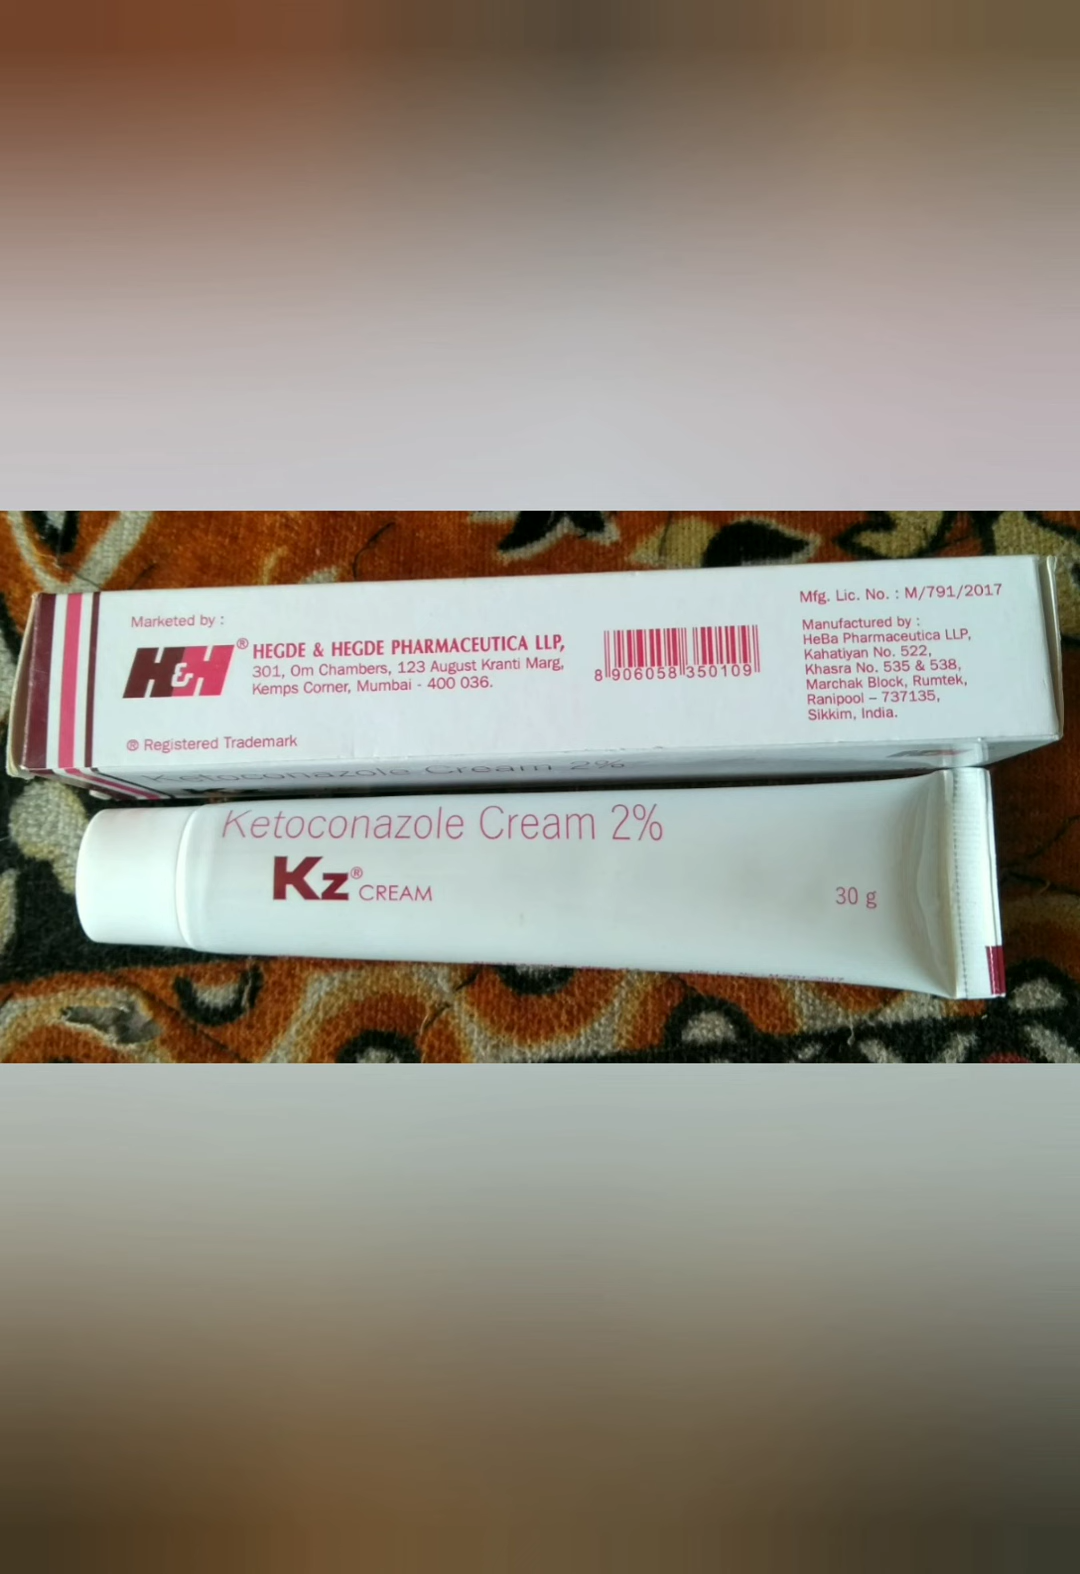 Marketed by :
H&H®
HEGDE & HEGDE PHARMACEUTICA LLP,
301, Om Chambers, 123 August Kranti Marg,
Kemps Corner, Mumbai - 400 036.
® Registered Trademark
8 906058 350109
Mfg. Lic. No. : M/791/2017
Manufactured by :
HeBa Pharmaceutica LLP,
Kahatiyan No. 522,
Khasra No. 535 & 538,
Marchak Block, Rumtek,
Ranipool – 737135,
Sikkim, India.
Ketoconazole Cream 2%
Ketoconazole Cream 2%
Kz® CREAM
30 g